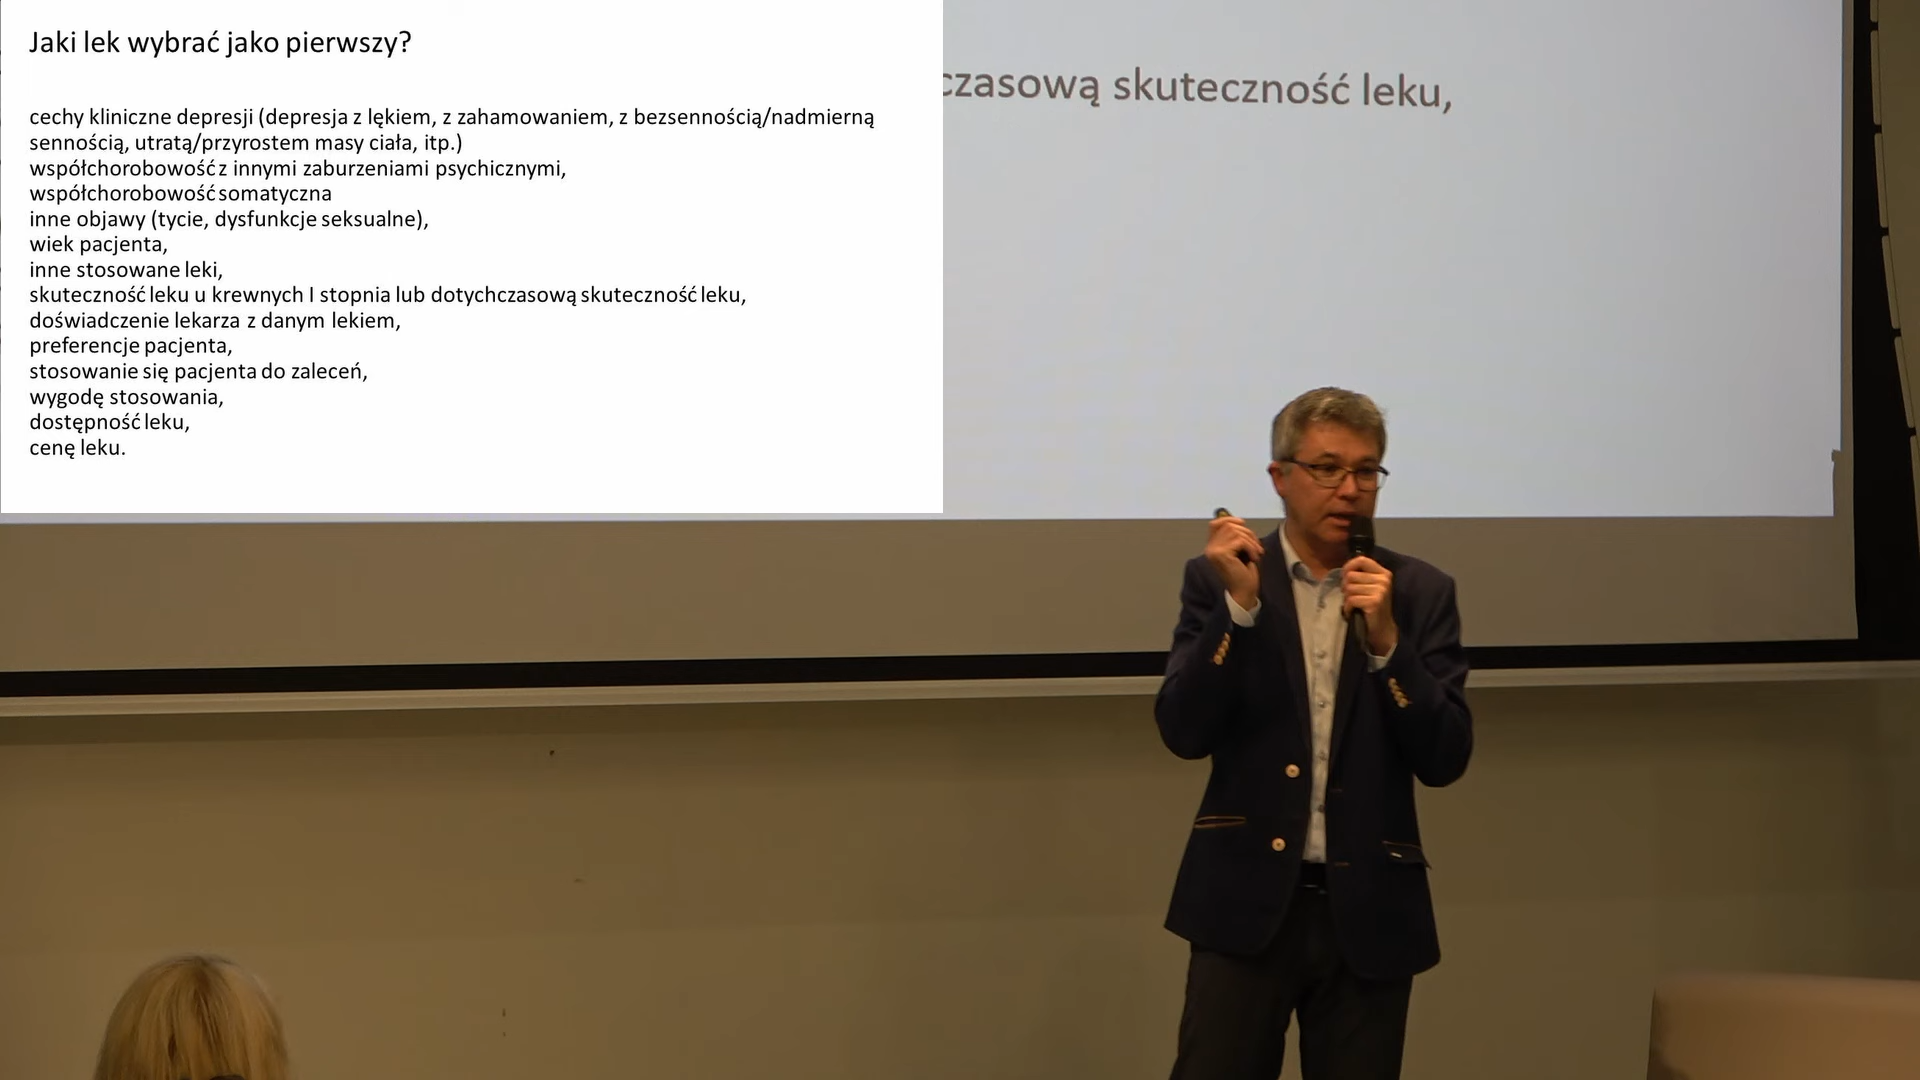 Jaki lek wybrać jako pierwszy?
cechy kliniczne depresji (depresja z lękiem, z zahamowaniem, z bezsennością/nadmierną
sennością, utratą/przyrostem masy ciała, itp.)
współchorobowość z innymi zaburzeniami psychicznymi,
współchorobowość somatyczna
inne objawy (tycie, dysfunkcje seksualne),
wiek pacjenta,
inne stosowane leki,
skuteczność leku u krewnych I stopnia lub dotychczasową skuteczność leku,
doświadczenie lekarza z danym lekiem,
preferencje pacjenta,
stosowanie się pacjenta do zaleceń,
wygodę stosowania,
dostępność leku,
cenę leku.
czasową skuteczność leku,